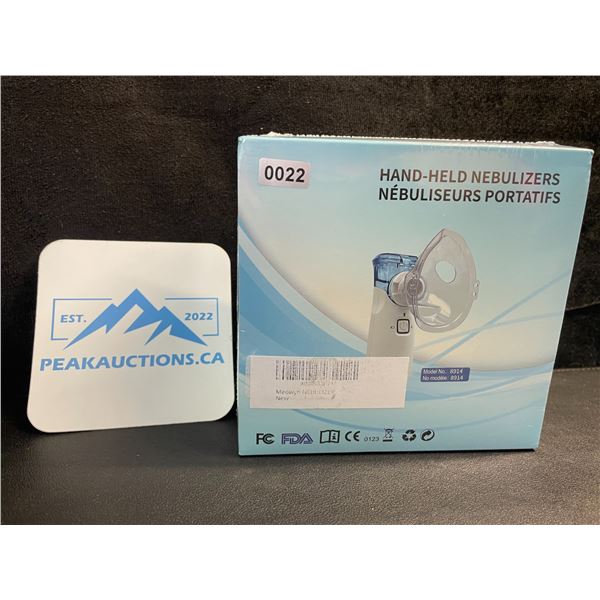 EST. 2022
PEAKAUCTIONS.CA
0022
HAND-HELD NEBULIZERS
NÉBULISEURS PORTATIFS
Model No.: 8914
No modèle: 8914
New
FC FDA CE 0123